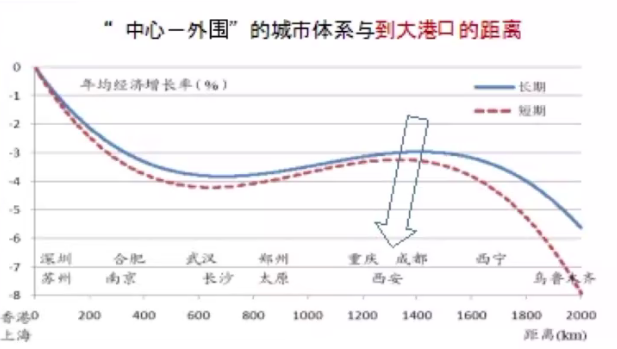 “中心－外围”的城市体系与到大港口的距离
年均经济增长率(%)
长期
短期
0
-1
-2
-3
-4
-5
-6
-7
-8
深圳 合肥 武汉 郑州 重庆 成都 西宁
苏州 南京 长沙 太原 西安 乌鲁木齐
香港0 200 400 600 800 1000 1200 1400 1600 1800 2000
上海 距离(km)